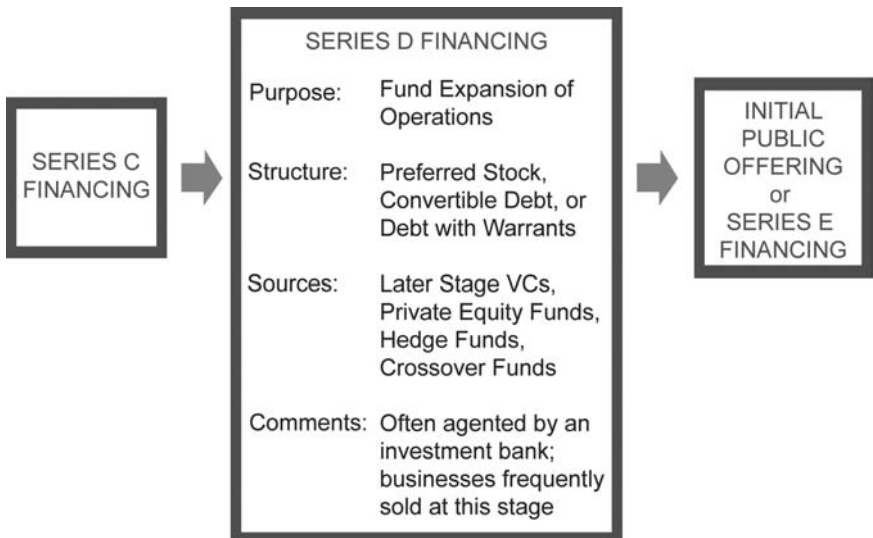 SERIES C
FINANCING
SERIES D FINANCING
Purpose: Fund Expansion of
Operations
Structure: Preferred Stock,
Convertible Debt, or
Debt with Warrants
Sources: Later Stage VCs,
Private Equity Funds,
Hedge Funds,
Crossover Funds
Comments: Often agented by an
investment bank;
businesses frequently
sold at this stage
INITIAL
PUBLIC
OFFERING
or
SERIES E
FINANCING